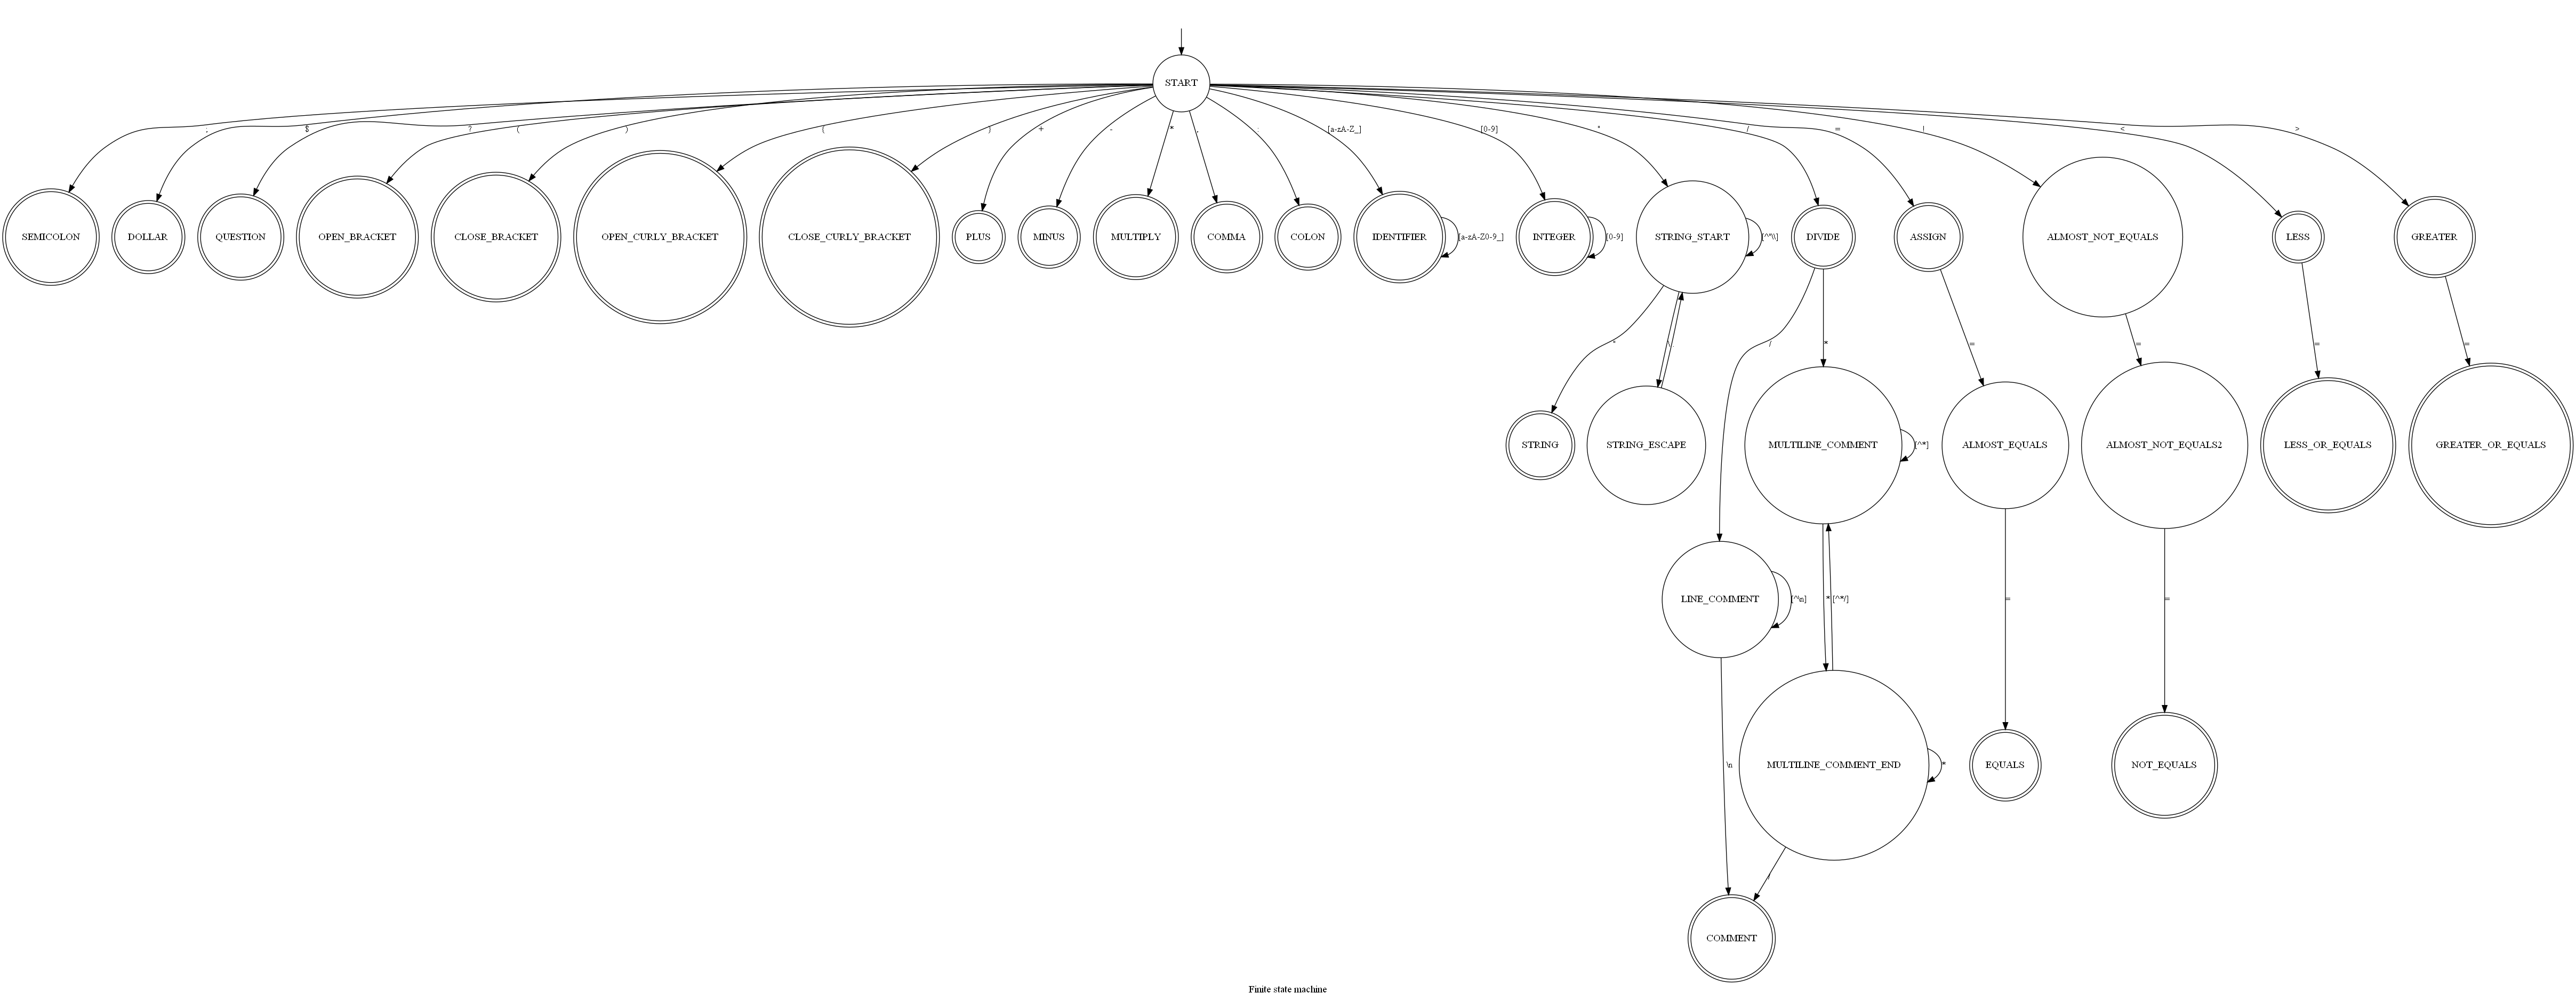 START
;
$
?
(
)
{
}
+
-
*
,
:
[a-zA-Z_]
[0-9]
"
/
=
!
<
>
SEMICOLON
DOLLAR
QUESTION
OPEN_BRACKET
CLOSE_BRACKET
OPEN_CURLY_BRACKET
CLOSE_CURLY_BRACKET
PLUS
MINUS
MULTIPLY
COMMA
COLON
IDENTIFIER
[a-zA-Z0-9_]
INTEGER
[0-9]
STRING_START
[^"\\]
DIVIDE
ASSIGN
ALMOST_NOT_EQUALS
LESS
GREATER
"
/
*
=
=
=
=
STRING
STRING_ESCAPE
MULTILINE_COMMENT
[^*]
ALMOST_EQUALS
ALMOST_NOT_EQUALS2
LESS_OR_EQUALS
GREATER_OR_EQUALS
LINE_COMMENT
[^\n]
*
[^*/]
=
=
\n
MULTILINE_COMMENT_END
*
EQUALS
NOT_EQUALS
/
COMMENT
Finite state machine